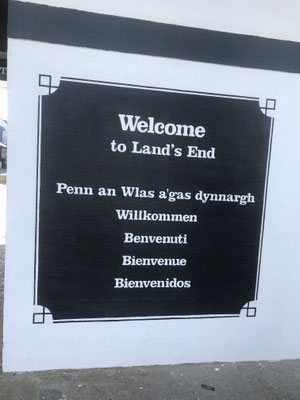 Welcome
to Land's End
Penn an Wlas a'gas dynnargh
Willkommen
Benvenuti
Bienvenue
Bienvenidos